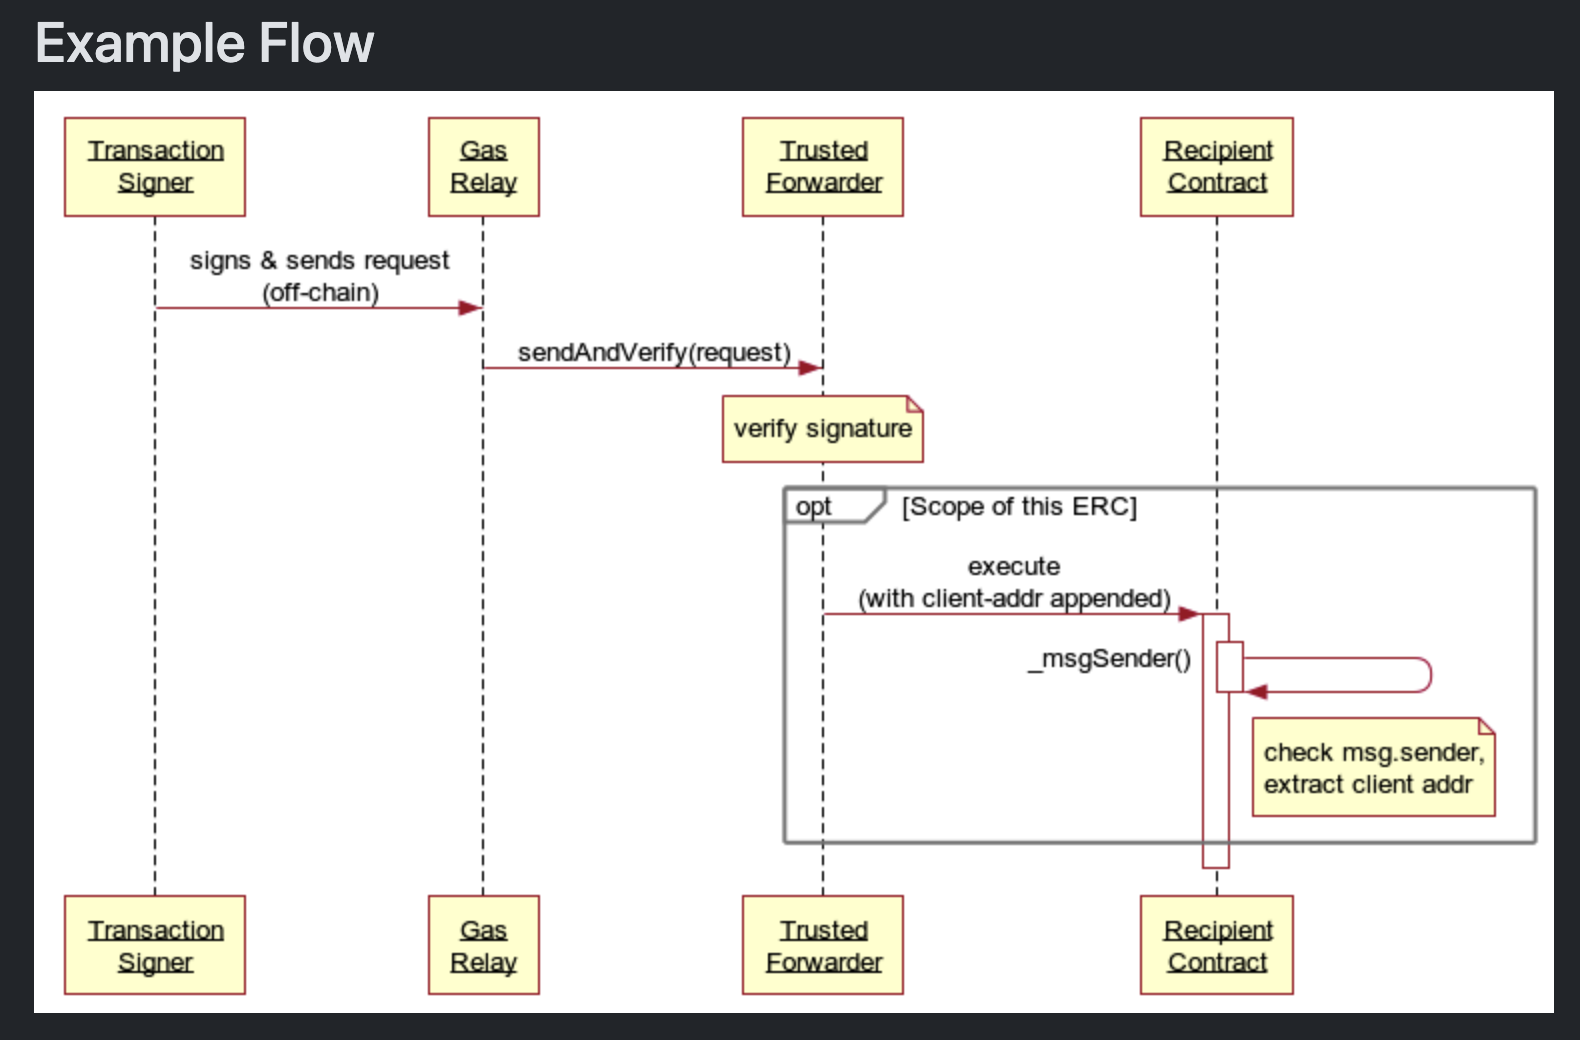 Example Flow
Transaction
Signer
Gas
Relay
Trusted
Forwarder
Recipient
Contract
signs & sends request
(off-chain)
sendAndVerify(request)
verify signature
opt
[Scope of this ERC]
execute
(with client-addr appended)
_msgSender()
check msg.sender,
extract client addr
Transaction
Signer
Gas
Relay
Trusted
Forwarder
Recipient
Contract